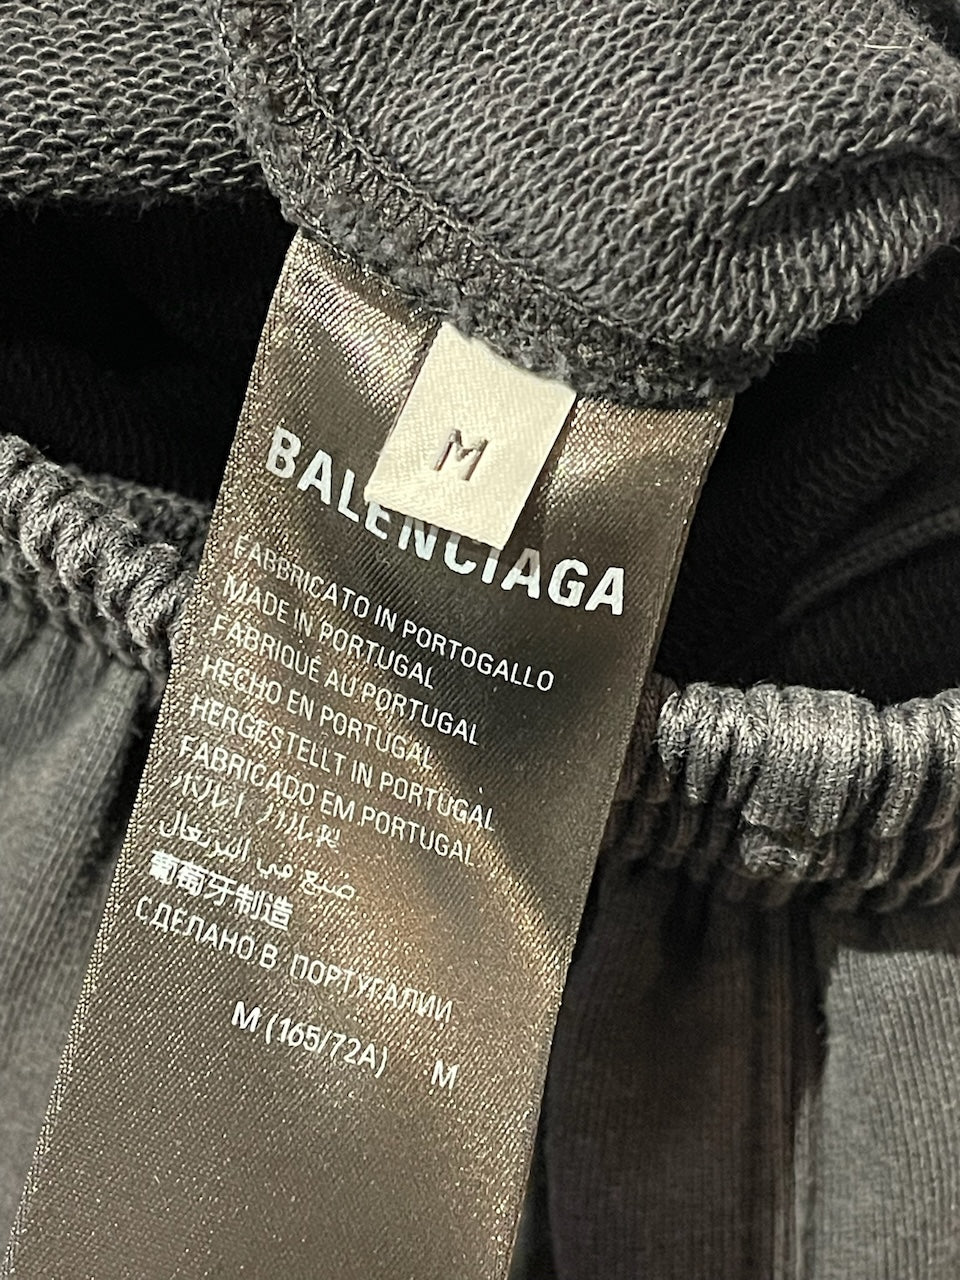 M
BALENCIAGA
FABBRICATO IN PORTOGALLO
MADE IN PORTUGAL
FABRIQUÉ AU PORTUGAL
HECHO EN PORTUGAL
HERGESTELLT IN PORTUGAL
FABRICADO EM PORTUGAL
صنع في البرتغال
葡萄牙制造
СДЕЛАНО В ПОРТУГАЛИИ
M (165/72A) M